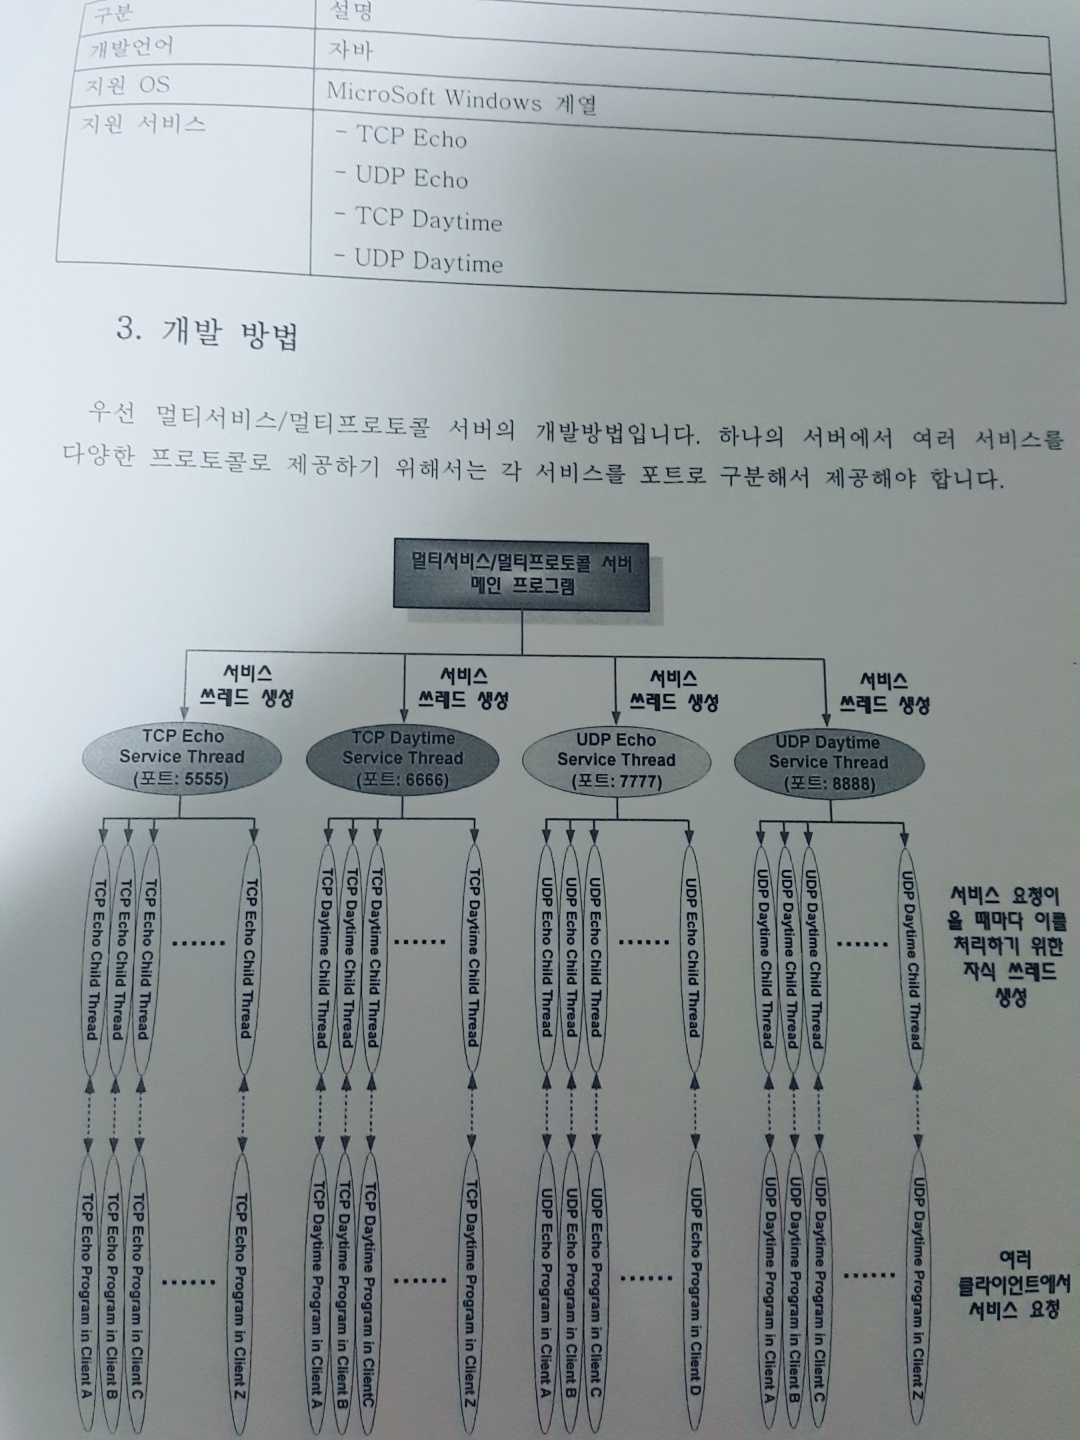 구분 설명
개발언어 자바
지원 OS MicroSoft Windows 계열
지원 서비스 - TCP Echo
- UDP Echo
- TCP Daytime
- UDP Daytime
3. 개발 방법
우선 멀티서비스/멀티프로토콜 서버의 개발방법입니다. 하나의 서버에서 여러 서비스를
다양한 프로토콜로 제공하기 위해서는 각 서비스를 포트로 구분해서 제공해야 합니다.
멀티서비스/멀티프로토콜 서버
메인 프로그램
서비스
쓰레드 생성
서비스
쓰레드 생성
서비스
쓰레드 생성
서비스
쓰레드 생성
TCP Echo
Service Thread
(포트: 5555)
TCP Daytime
Service Thread
(포트: 6666)
UDP Echo
Service Thread
(포트: 7777)
UDP Daytime
Service Thread
(포트: 8888)
TCP Echo Child Thread
TCP Echo Child Thread
TCP Echo Child Thread
......
TCP Echo Child Thread
TCP Daytime Child Thread
TCP Daytime Child Thread
TCP Daytime Child Thread
......
TCP Daytime Child Thread
UDP Echo Child Thread
UDP Echo Child Thread
UDP Echo Child Thread
......
UDP Echo Child Thread
UDP Daytime Child Thread
UDP Daytime Child Thread
UDP Daytime Child Thread
......
UDP Daytime Child Thread
서비스 요청이
올 때마다 이를
처리하기 위한
자식 쓰레드
생성
TCP Echo Program in Client A
TCP Echo Program in Client B
TCP Echo Program in Client C
......
TCP Echo Program in Client Z
TCP Daytime Program in Client A
TCP Daytime Program in Client B
TCP Daytime Program in ClientC
......
TCP Daytime Program in Client Z
UDP Echo Program in Client A
UDP Echo Program in Client B
UDP Echo Program in Client C
......
UDP Echo Program in Client D
UDP Daytime Program in Client A
UDP Daytime Program in Client B
UDP Daytime Program in Client C
......
UDP Daytime Program in Client Z
여러
클라이언트에서
서비스 요청